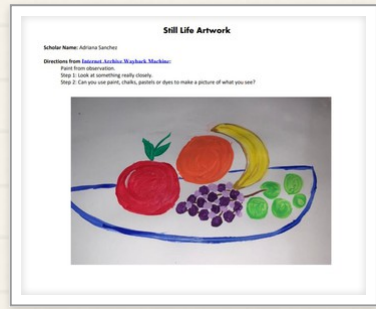 Still Life Artwork
Scholar Name: Adriana Sanchez
Directions from Internet Archive Wayback Machine:
Paint from observation.
Step 1: Look at something really closely.
Step 2: Can you use paint, chalks, pastels or dyes to make a picture of what you see?